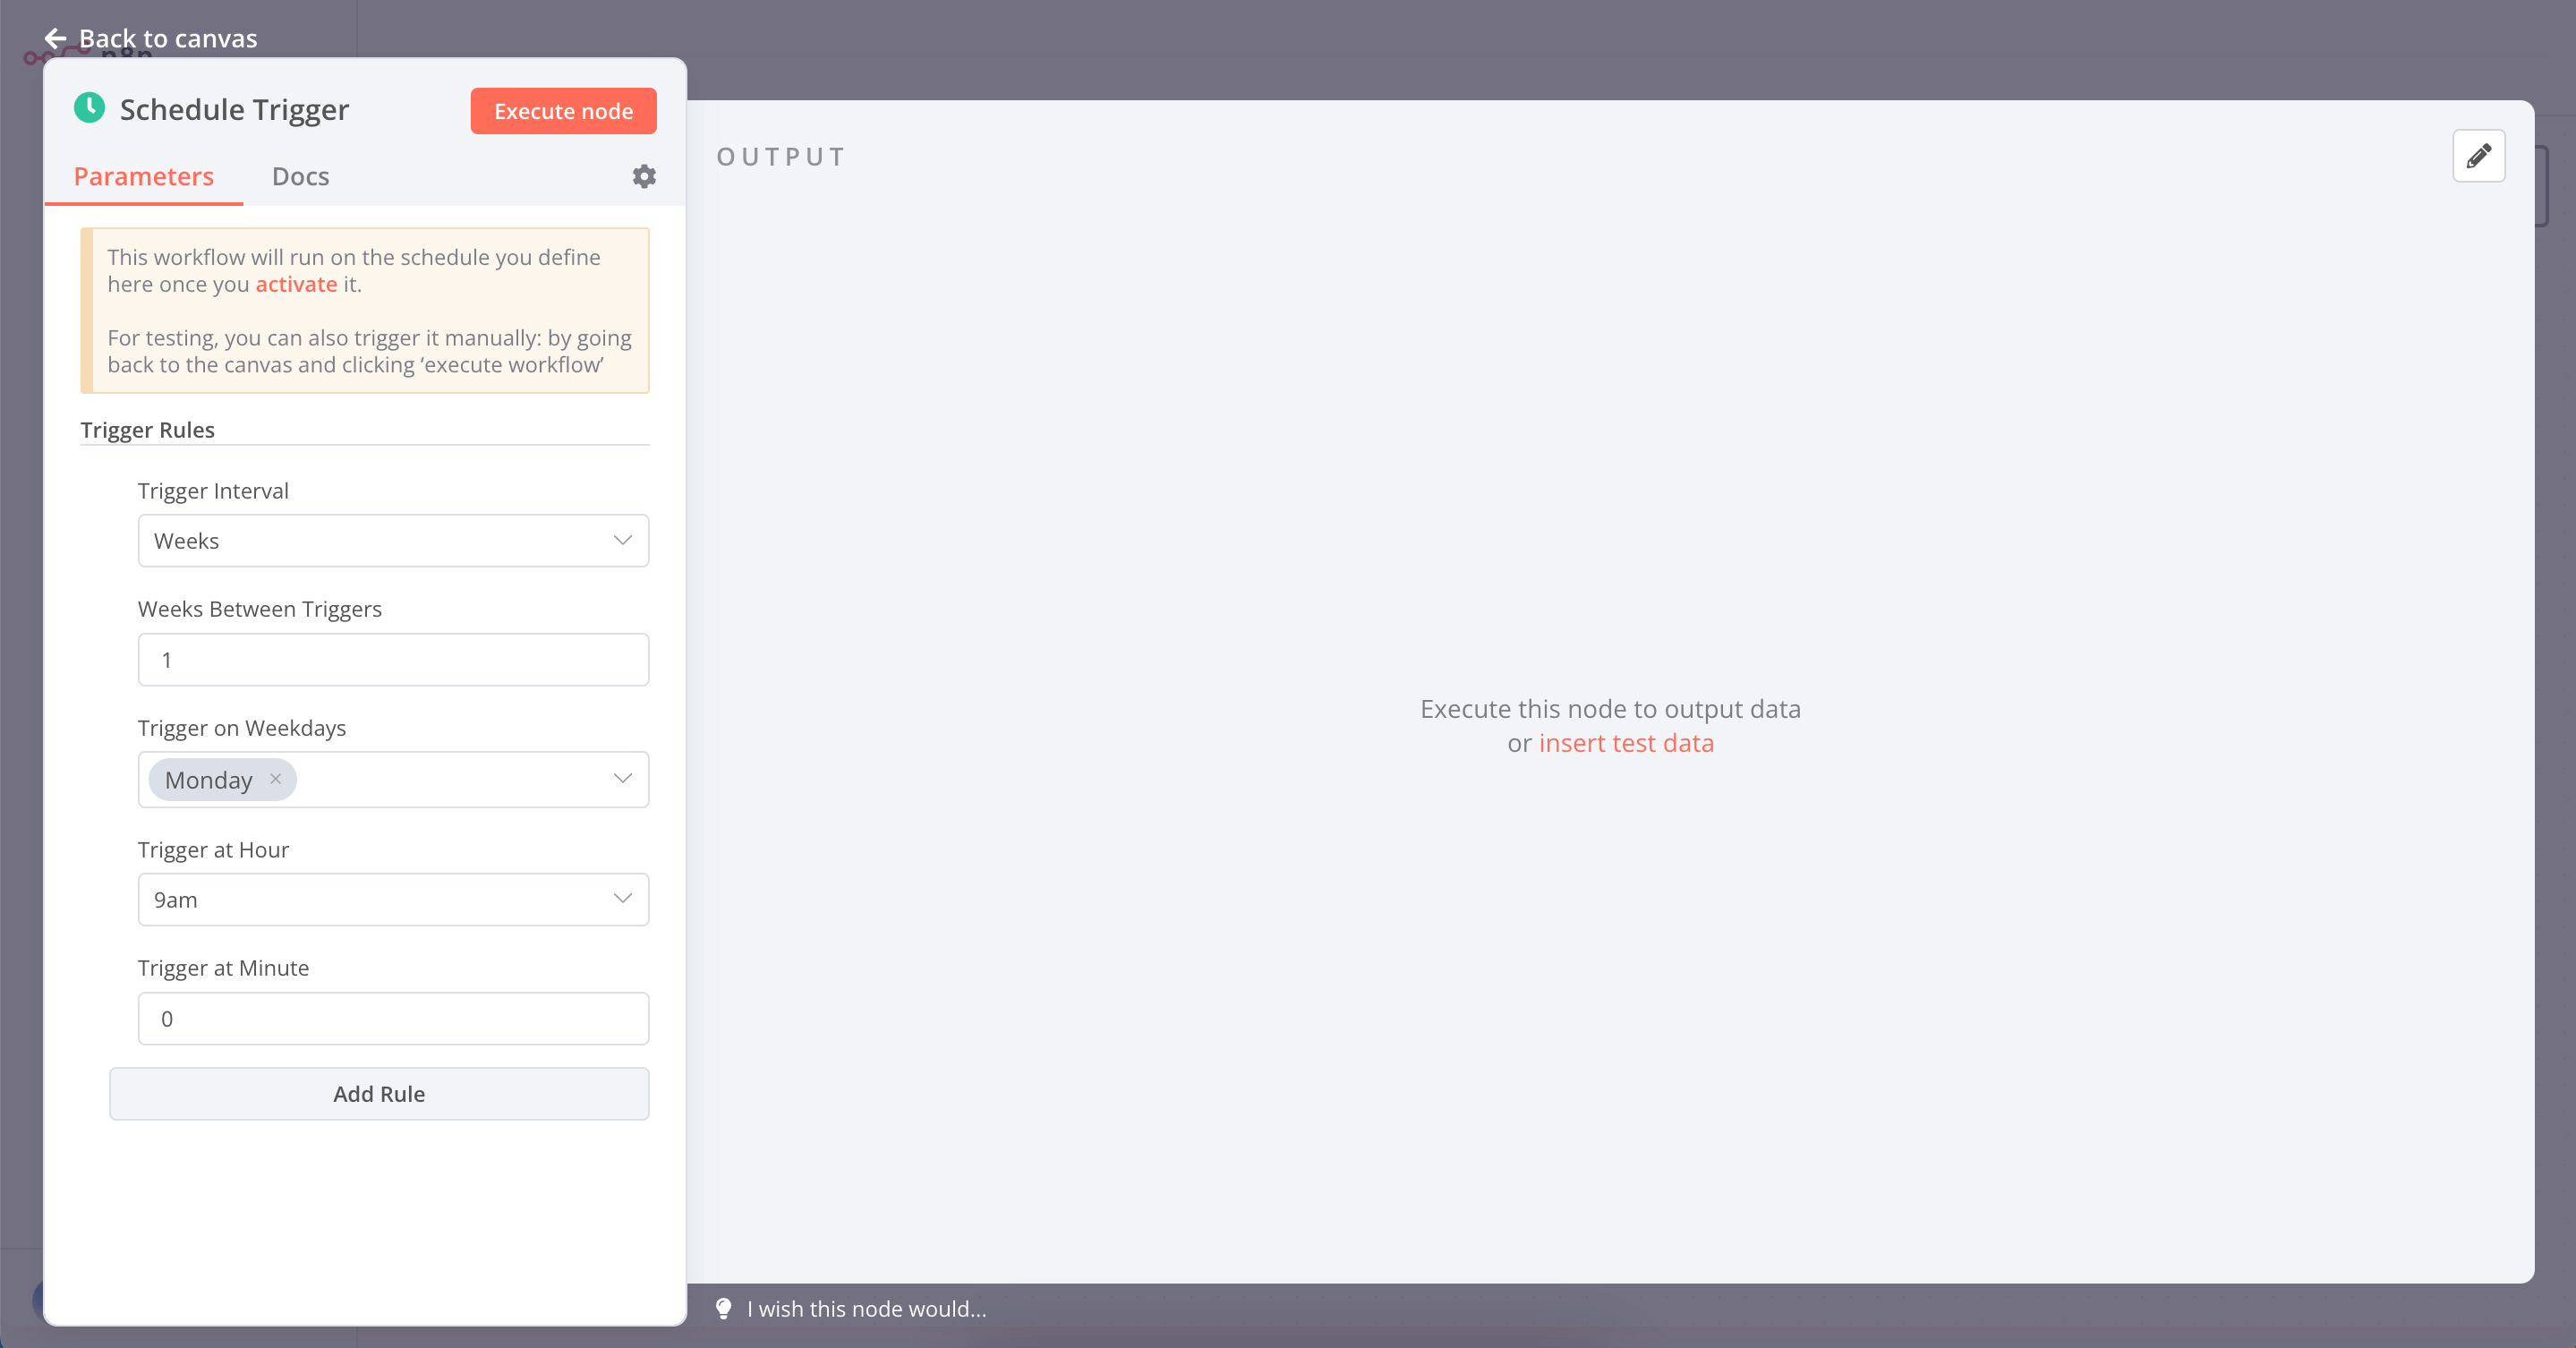 Back to canvas
n8n
Schedule Trigger
Execute node
Parameters
Docs
This workflow will run on the schedule you define
here once you activate it.
For testing, you can also trigger it manually: by going
back to the canvas and clicking ‘execute workflow’
Trigger Rules
Trigger Interval
Weeks
Weeks Between Triggers
1
Trigger on Weekdays
Monday
Trigger at Hour
9am
Trigger at Minute
0
Add Rule
OUTPUT
Execute this node to output data
or insert test data
I wish this node would...